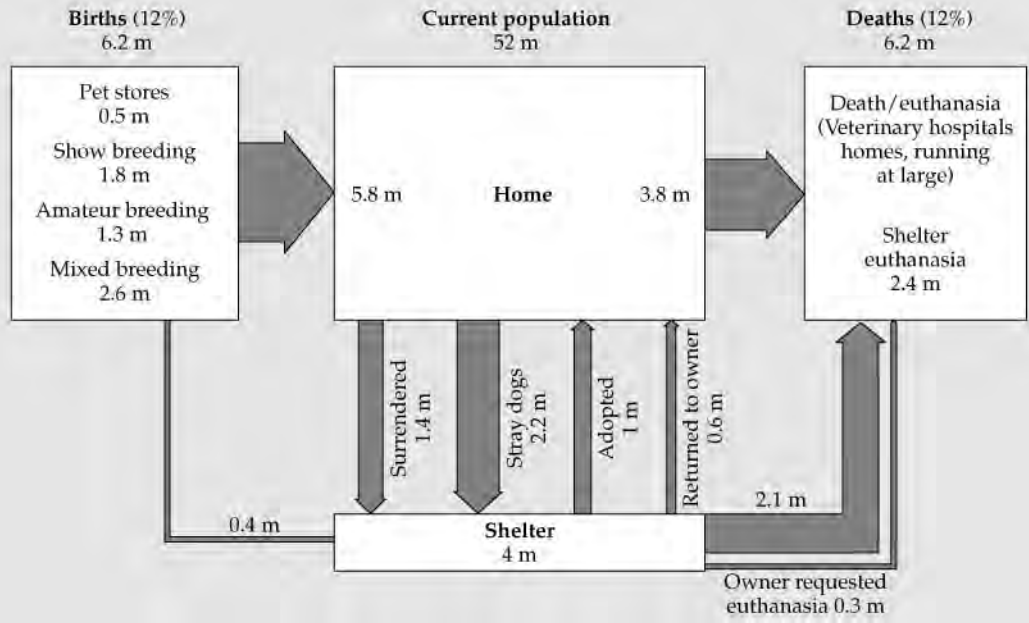 Births (12%)
6.2 m
Pet stores
0.5 m
Show breeding
1.8 m
Amateur breeding
1.3 m
Mixed breeding
2.6 m
Current population
52 m
5.8 m
Home
3.8 m
Deaths (12%)
6.2 m
Death/euthanasia
(Veterinary hospitals
homes, running
at large)
Shelter
euthanasia
2.4 m
Surrendered
1.4 m
Stray dogs
2.2 m
Adopted
1 m
Returned to owner
0.6 m
0.4 m
Shelter
4 m
2.1 m
Owner requested
euthanasia 0.3 m